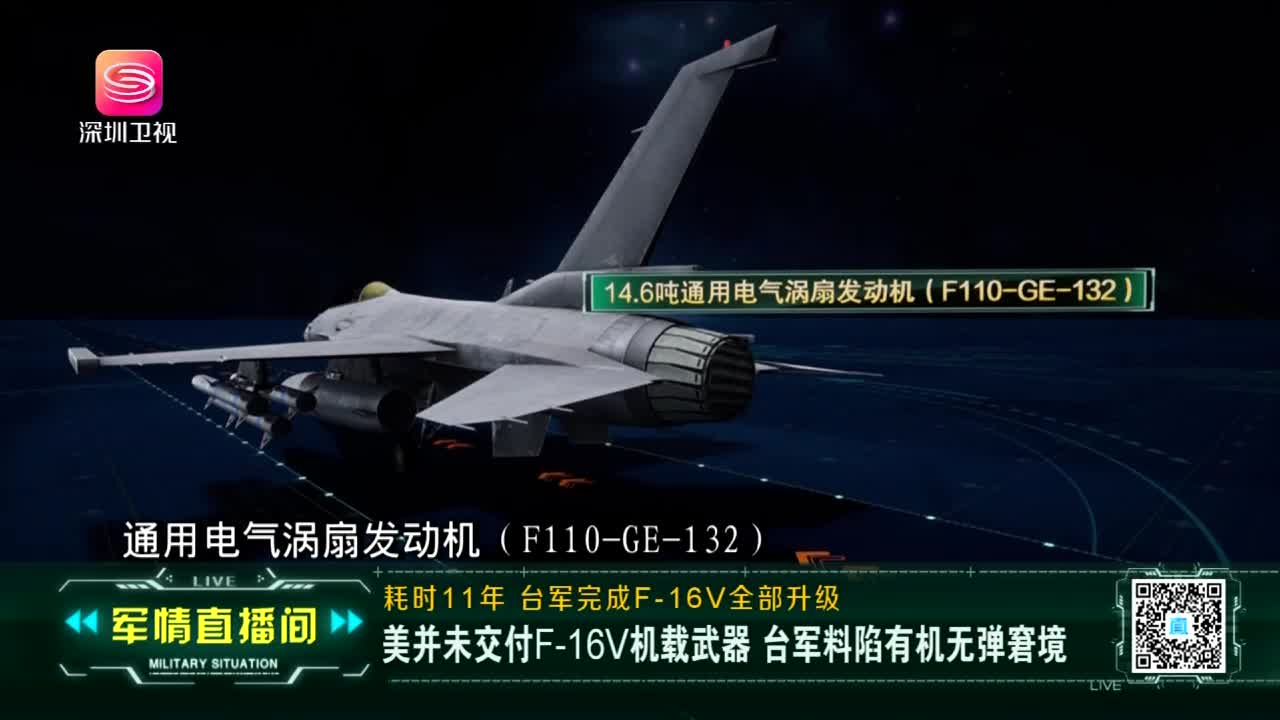 深圳卫视
14.6吨通用电气涡扇发动机（F110-GE-132）
通用电气涡扇发动机（F110-GE-132）
LIVE
军情直播间
MILITARY SITUATION
耗时11年 台军完成F-16V全部升级
美并未交付F-16V机载武器 台军料陷有机无弹窘境
LIVE